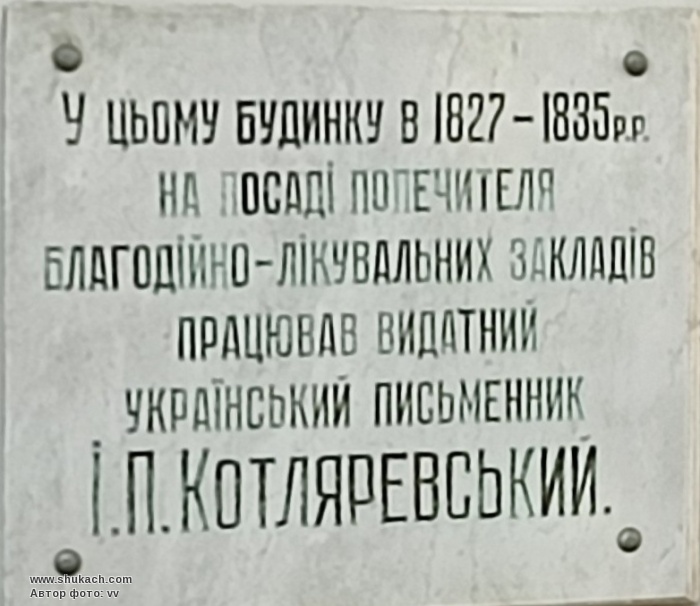 У ЦЬОМУ БУДИНКУ В 1827–1835 Р.Р.
НА ПОСАДІ ПОПЕЧИТЕЛЯ
БЛАГОДІЙНО-ЛІКУВАЛЬНИХ ЗАКЛАДІВ
ПРАЦЮВАВ ВИДАТНИЙ
УКРАЇНСЬКИЙ ПИСЬМЕННИК
І.П.КОТЛЯРЕВСЬКИЙ.
www.shukach.com
Автор фото: vv